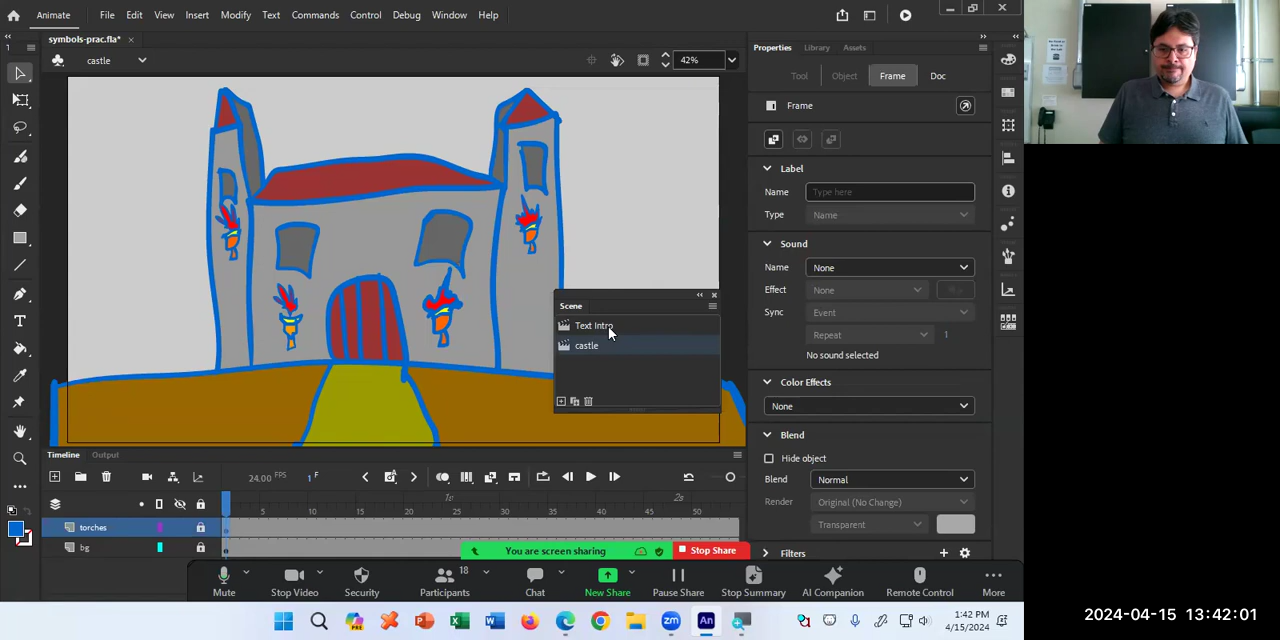 Animate File Edit View Insert Modify Text Commands Control Debug Window Help
symbols-prac.fla* ×
castle 42%
Properties Library Assets
Tool Object Frame Doc
Frame
Label
Name Type here
Type Name
Sound
Name None
Effect None
Sync Event
Repeat 1
No sound selected
Color Effects
None
Blend
Hide object
Blend Normal
Render Original (No Change)
Transparent
Filters
Scene
Text Intro
castle
Timeline Output
24.00 FPS 1 F
1s 2s
5 10 15 20 25 30 35 40 45 50
torches
bg
You are screen sharing Stop Share
Mute Stop Video Security Participants 18 Chat New Share Pause Share Stop Summary AI Companion Remote Control More
1:42 PM
4/15/2024
2024-04-15 13:42:01